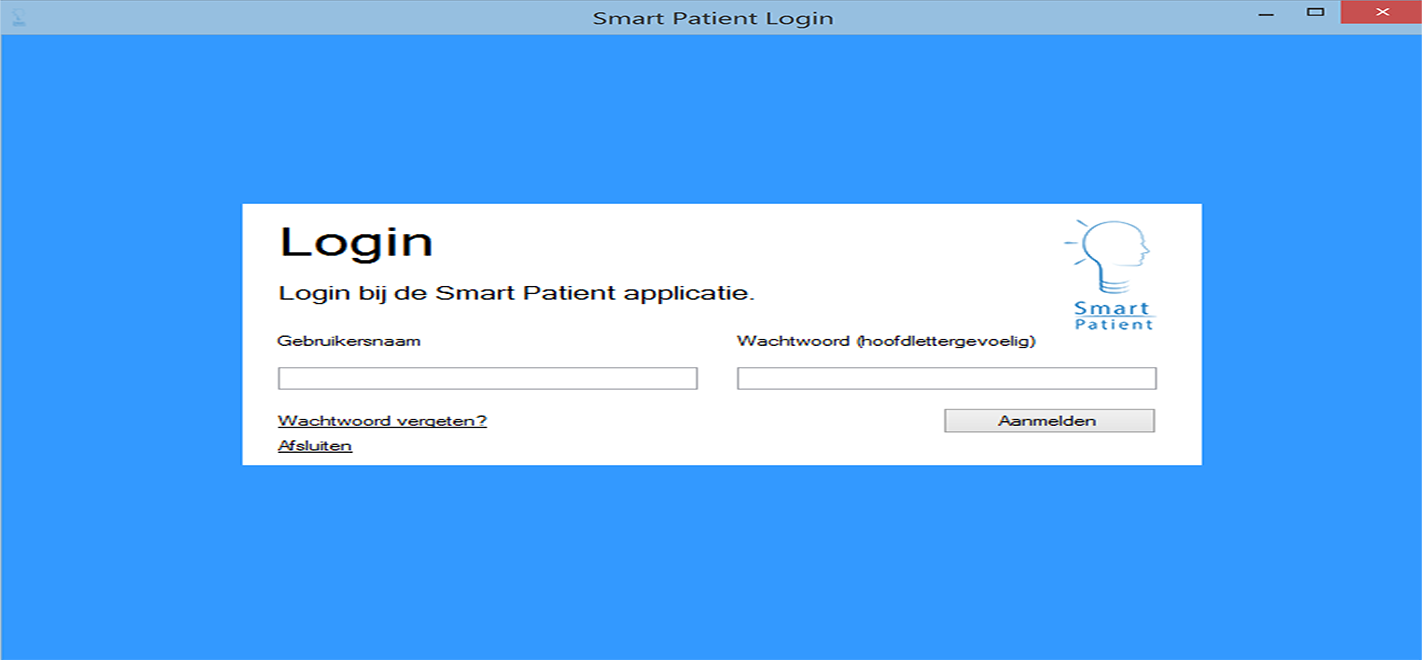 Smart Patient Login
Login
Login bij de Smart Patient applicatie.
Smart
Patient
Gebruikersnaam
Wachtwoord (hoofdlettergevoelig)
Wachtwoord vergeten?
Aanmelden
Afsluiten